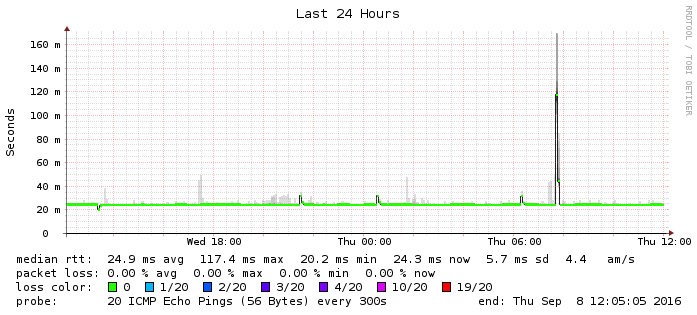 Last 24 Hours
RRDTOOL / TOBI OETIKER
Seconds
160 m
140 m
120 m
100 m
80 m
60 m
40 m
20 m
0
Wed 18:00 Thu 00:00 Thu 06:00 Thu 12:00
median rtt: 24.9 ms avg 117.4 ms max 20.2 ms min 24.3 ms now 5.7 ms sd 4.4 am/s
packet loss: 0.00 % avg 0.00 % max 0.00 % min 0.00 % now
loss color: 0 1/20 2/20 3/20 4/20 10/20 19/20
probe: 20 ICMP Echo Pings (56 Bytes) every 300s end: Thu Sep 8 12:05:05 2016